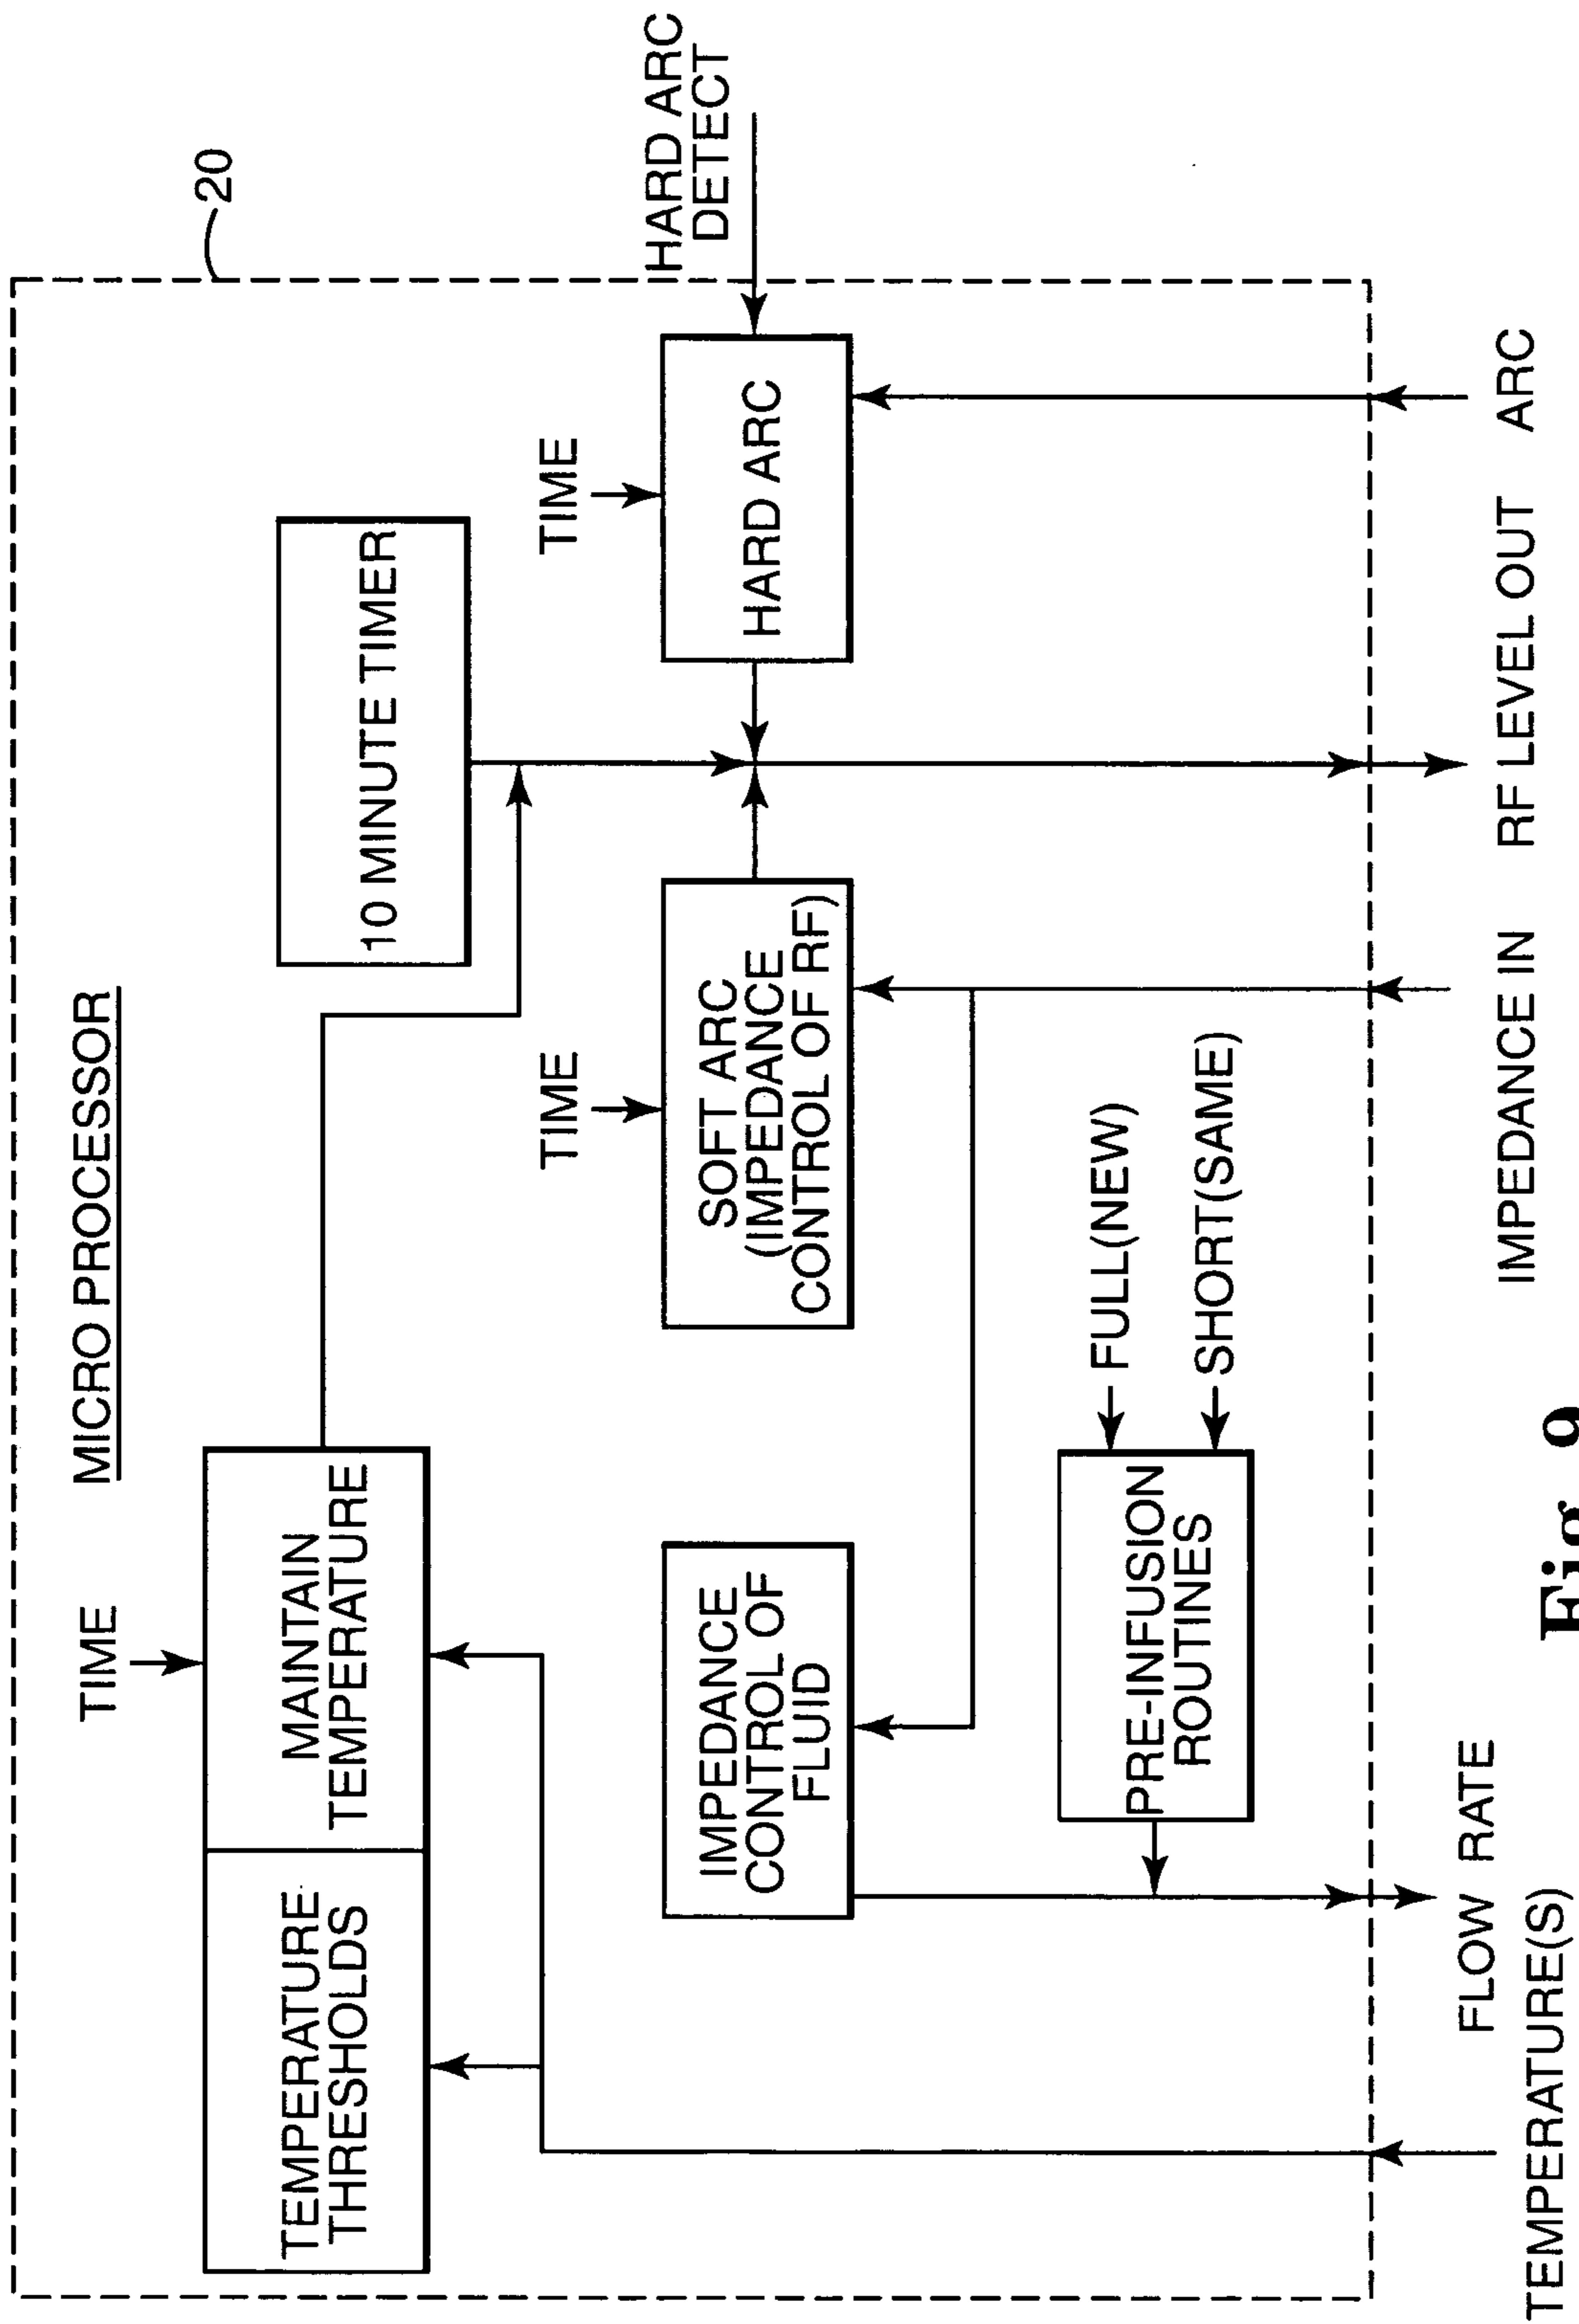 MICRO PROCESSOR
20
TIME
TEMPERATURE
THRESHOLDS
MAINTAIN
TEMPERATURE
10 MINUTE TIMER
TIME
TIME
HARD ARC
DETECT
IMPEDANCE
CONTROL OF
FLUID
SOFT ARC
(IMPEDANCE
CONTROL OF RF)
HARD ARC
PRE-INFUSION
ROUTINES
FULL(NEW)
SHORT(SAME)
FLOW RATE
TEMPERATURE(S)
IMPEDANCE IN
RF LEVEL OUT
ARC
Fig. 9